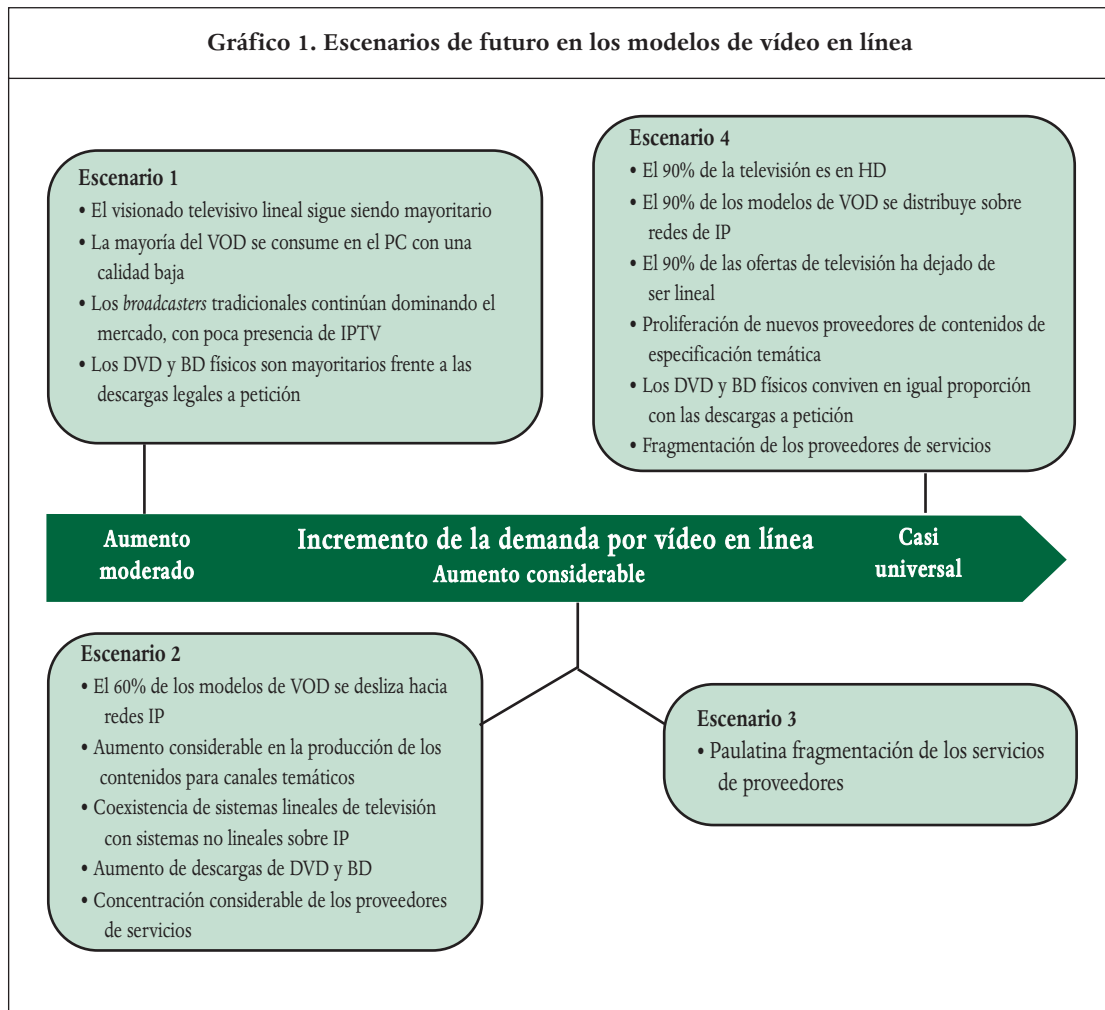 Gráfico 1. Escenarios de futuro en los modelos de vídeo en línea
Escenario 1
• El visionado televisivo lineal sigue siendo mayoritario
• La mayoría del VOD se consume en el PC con una
calidad baja
• Los broadcasters tradicionales continúan dominando el
mercado, con poca presencia de IPTV
• Los DVD y BD físicos son mayoritarios frente a las
descargas legales a petición
Escenario 4
• El 90% de la televisión es en HD
• El 90% de los modelos de VOD se distribuye sobre
redes de IP
• El 90% de las ofertas de televisión ha dejado de
ser lineal
• Proliferación de nuevos proveedores de contenidos de
especificación temática
• Los DVD y BD físicos conviven en igual proporción
con las descargas a petición
• Fragmentación de los proveedores de servicios
Aumento
moderado
Incremento de la demanda por vídeo en línea
Aumento considerable
Casi
universal
Escenario 2
• El 60% de los modelos de VOD se desliza hacia
redes IP
• Aumento considerable en la producción de los
contenidos para canales temáticos
• Coexistencia de sistemas lineales de televisión
con sistemas no lineales sobre IP
• Aumento de descargas de DVD y BD
• Concentración considerable de los proveedores
de servicios
Escenario 3
• Paulatina fragmentación de los servicios
de proveedores